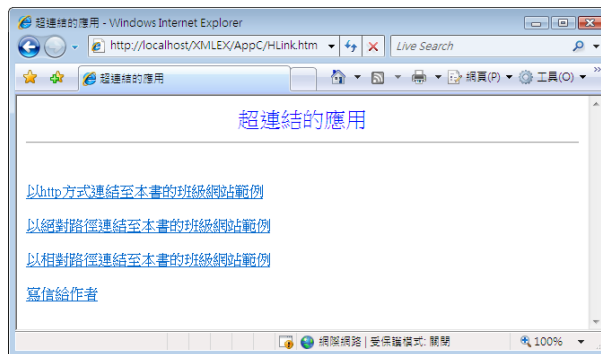 超連結的應用 - Windows Internet Explorer
http://localhost/XMLEX/AppC/HLink.htm Live Search
超連結的應用 網頁(P) 工具(O) »
超連結的應用
以http方式連結至本書的班級網站範例
以絕對路徑連結至本書的班級網站範例
以相對路徑連結至本書的班級網站範例
寫信給作者
網際網路 | 受保護模式: 關閉 100%